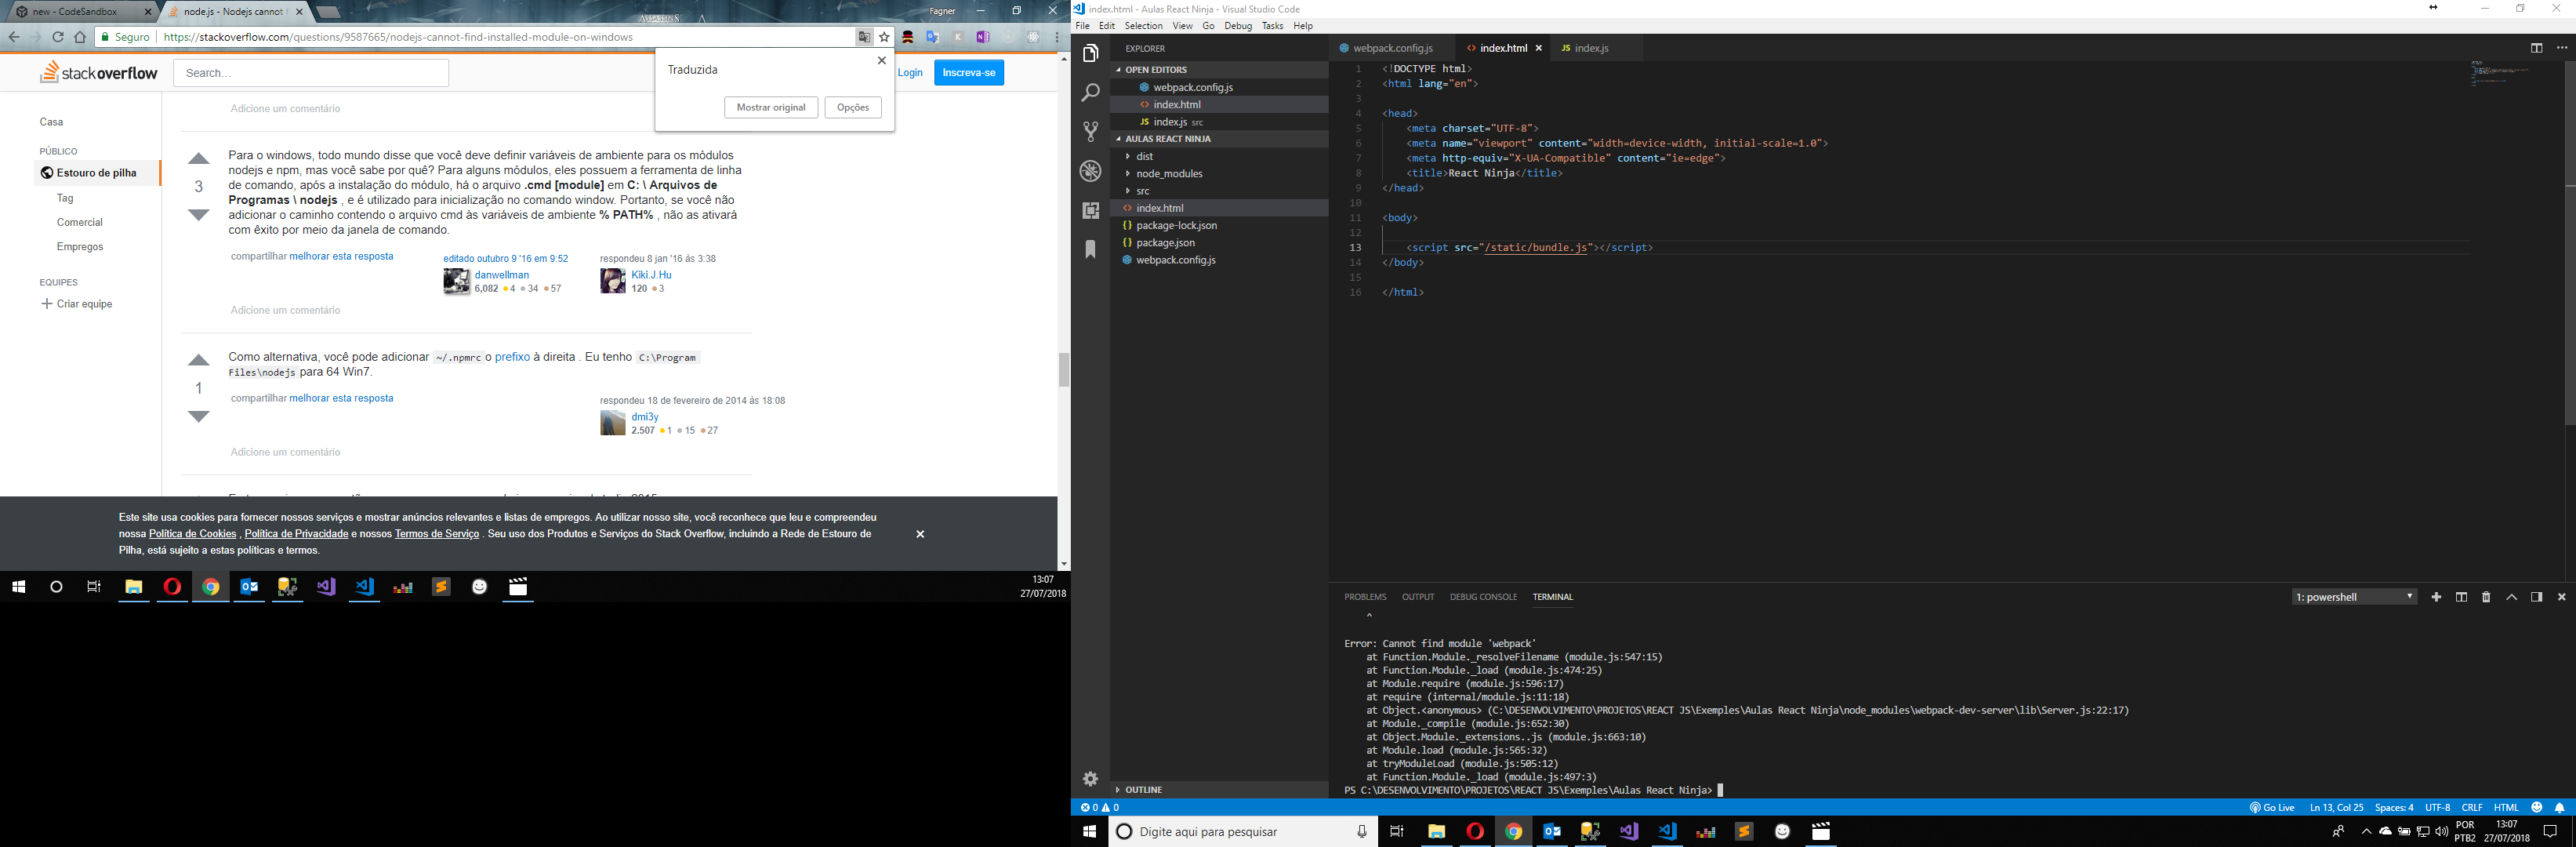 new - CodeSandbox
node.js - Nodejs cannot f
Fagner
Seguro
https://stackoverflow.com/questions/9587665/nodejs-cannot-find-installed-module-on-windows
stackoverflow
Search...
Login
Inscreva-se
Traduzida
Mostrar original
Opções
Casa
PÚBLICO
Estouro de pilha
Tag
Comercial
Empregos
EQUIPES
Criar equipe
Adicione um comentário
3
Para o windows, todo mundo disse que você deve definir variáveis de ambiente para os módulos
nodejs e npm, mas você sabe por quê? Para alguns módulos, eles possuem a ferramenta de linha
de comando, após a instalação do módulo, há o arquivo .cmd [module] em C: \ Arquivos de
Programas \ nodejs , e é utilizado para inicialização no comando window. Portanto, se você não
adicionar o caminho contendo o arquivo cmd às variáveis de ambiente % PATH% , não as ativará
com êxito por meio da janela de comando.
compartilhar melhorar esta resposta
editado outubro 9 '16 em 9:52
danwellman
6,082 4 34 57
respondeu 8 jan '16 às 3:38
Kiki.J.Hu
120 3
Adicione um comentário
1
Como alternativa, você pode adicionar ~/.npmrc o prefixo à direita . Eu tenho C:\Program
Files\nodejs para 64 Win7.
compartilhar melhorar esta resposta
respondeu 18 de fevereiro de 2014 às 18:08
dmi3y
2.507 1 15 27
Adicione um comentário
Este site usa cookies para fornecer nossos serviços e mostrar anúncios relevantes e listas de empregos. Ao utilizar nosso site, você reconhece que leu e compreendeu
nossa Política de Cookies , Política de Privacidade e nossos Termos de Serviço . Seu uso dos Produtos e Serviços do Stack Overflow, incluindo a Rede de Estouro de
Pilha, está sujeito a estas políticas e termos.
13:07
27/07/2018
index.html - Aulas React Ninja - Visual Studio Code
File Edit Selection View Go Debug Tasks Help
EXPLORER
OPEN EDITORS
webpack.config.js
index.html
JS index.js src
AULAS REACT NINJA
dist
node_modules
src
index.html
{} package-lock.json
{} package.json
webpack.config.js
OUTLINE
webpack.config.js
index.html
JS index.js
1 <!DOCTYPE html>
2 <html lang="en">
3
4 <head>
5 <meta charset="UTF-8">
6 <meta name="viewport" content="width=device-width, initial-scale=1.0">
7 <meta http-equiv="X-UA-Compatible" content="ie=edge">
8 <title>React Ninja</title>
9 </head>
10
11 <body>
12
13 <script src="/static/bundle.js"></script>
14 </body>
15
16 </html>
PROBLEMS OUTPUT DEBUG CONSOLE TERMINAL
1: powershell
^
Error: Cannot find module 'webpack'
at Function.Module._resolveFilename (module.js:547:15)
at Function.Module._load (module.js:474:25)
at Module.require (module.js:596:17)
at require (internal/module.js:11:18)
at Object.<anonymous> (C:\DESENVOLVIMENTO\PROJETOS\REACT JS\Exemples\Aulas React Ninja\node_modules\webpack-dev-server\lib\Server.js:22:17)
at Module._compile (module.js:652:30)
at Object.Module._extensions..js (module.js:663:10)
at Module.load (module.js:565:32)
at tryModuleLoad (module.js:505:12)
at Function.Module._load (module.js:497:3)
PS C:\DESENVOLVIMENTO\PROJETOS\REACT JS\Exemples\Aulas React Ninja>
0 0
Go Live Ln 13, Col 25 Spaces: 4 UTF-8 CRLF HTML
Digite aqui para pesquisar
POR
PTB2
13:07
27/07/2018